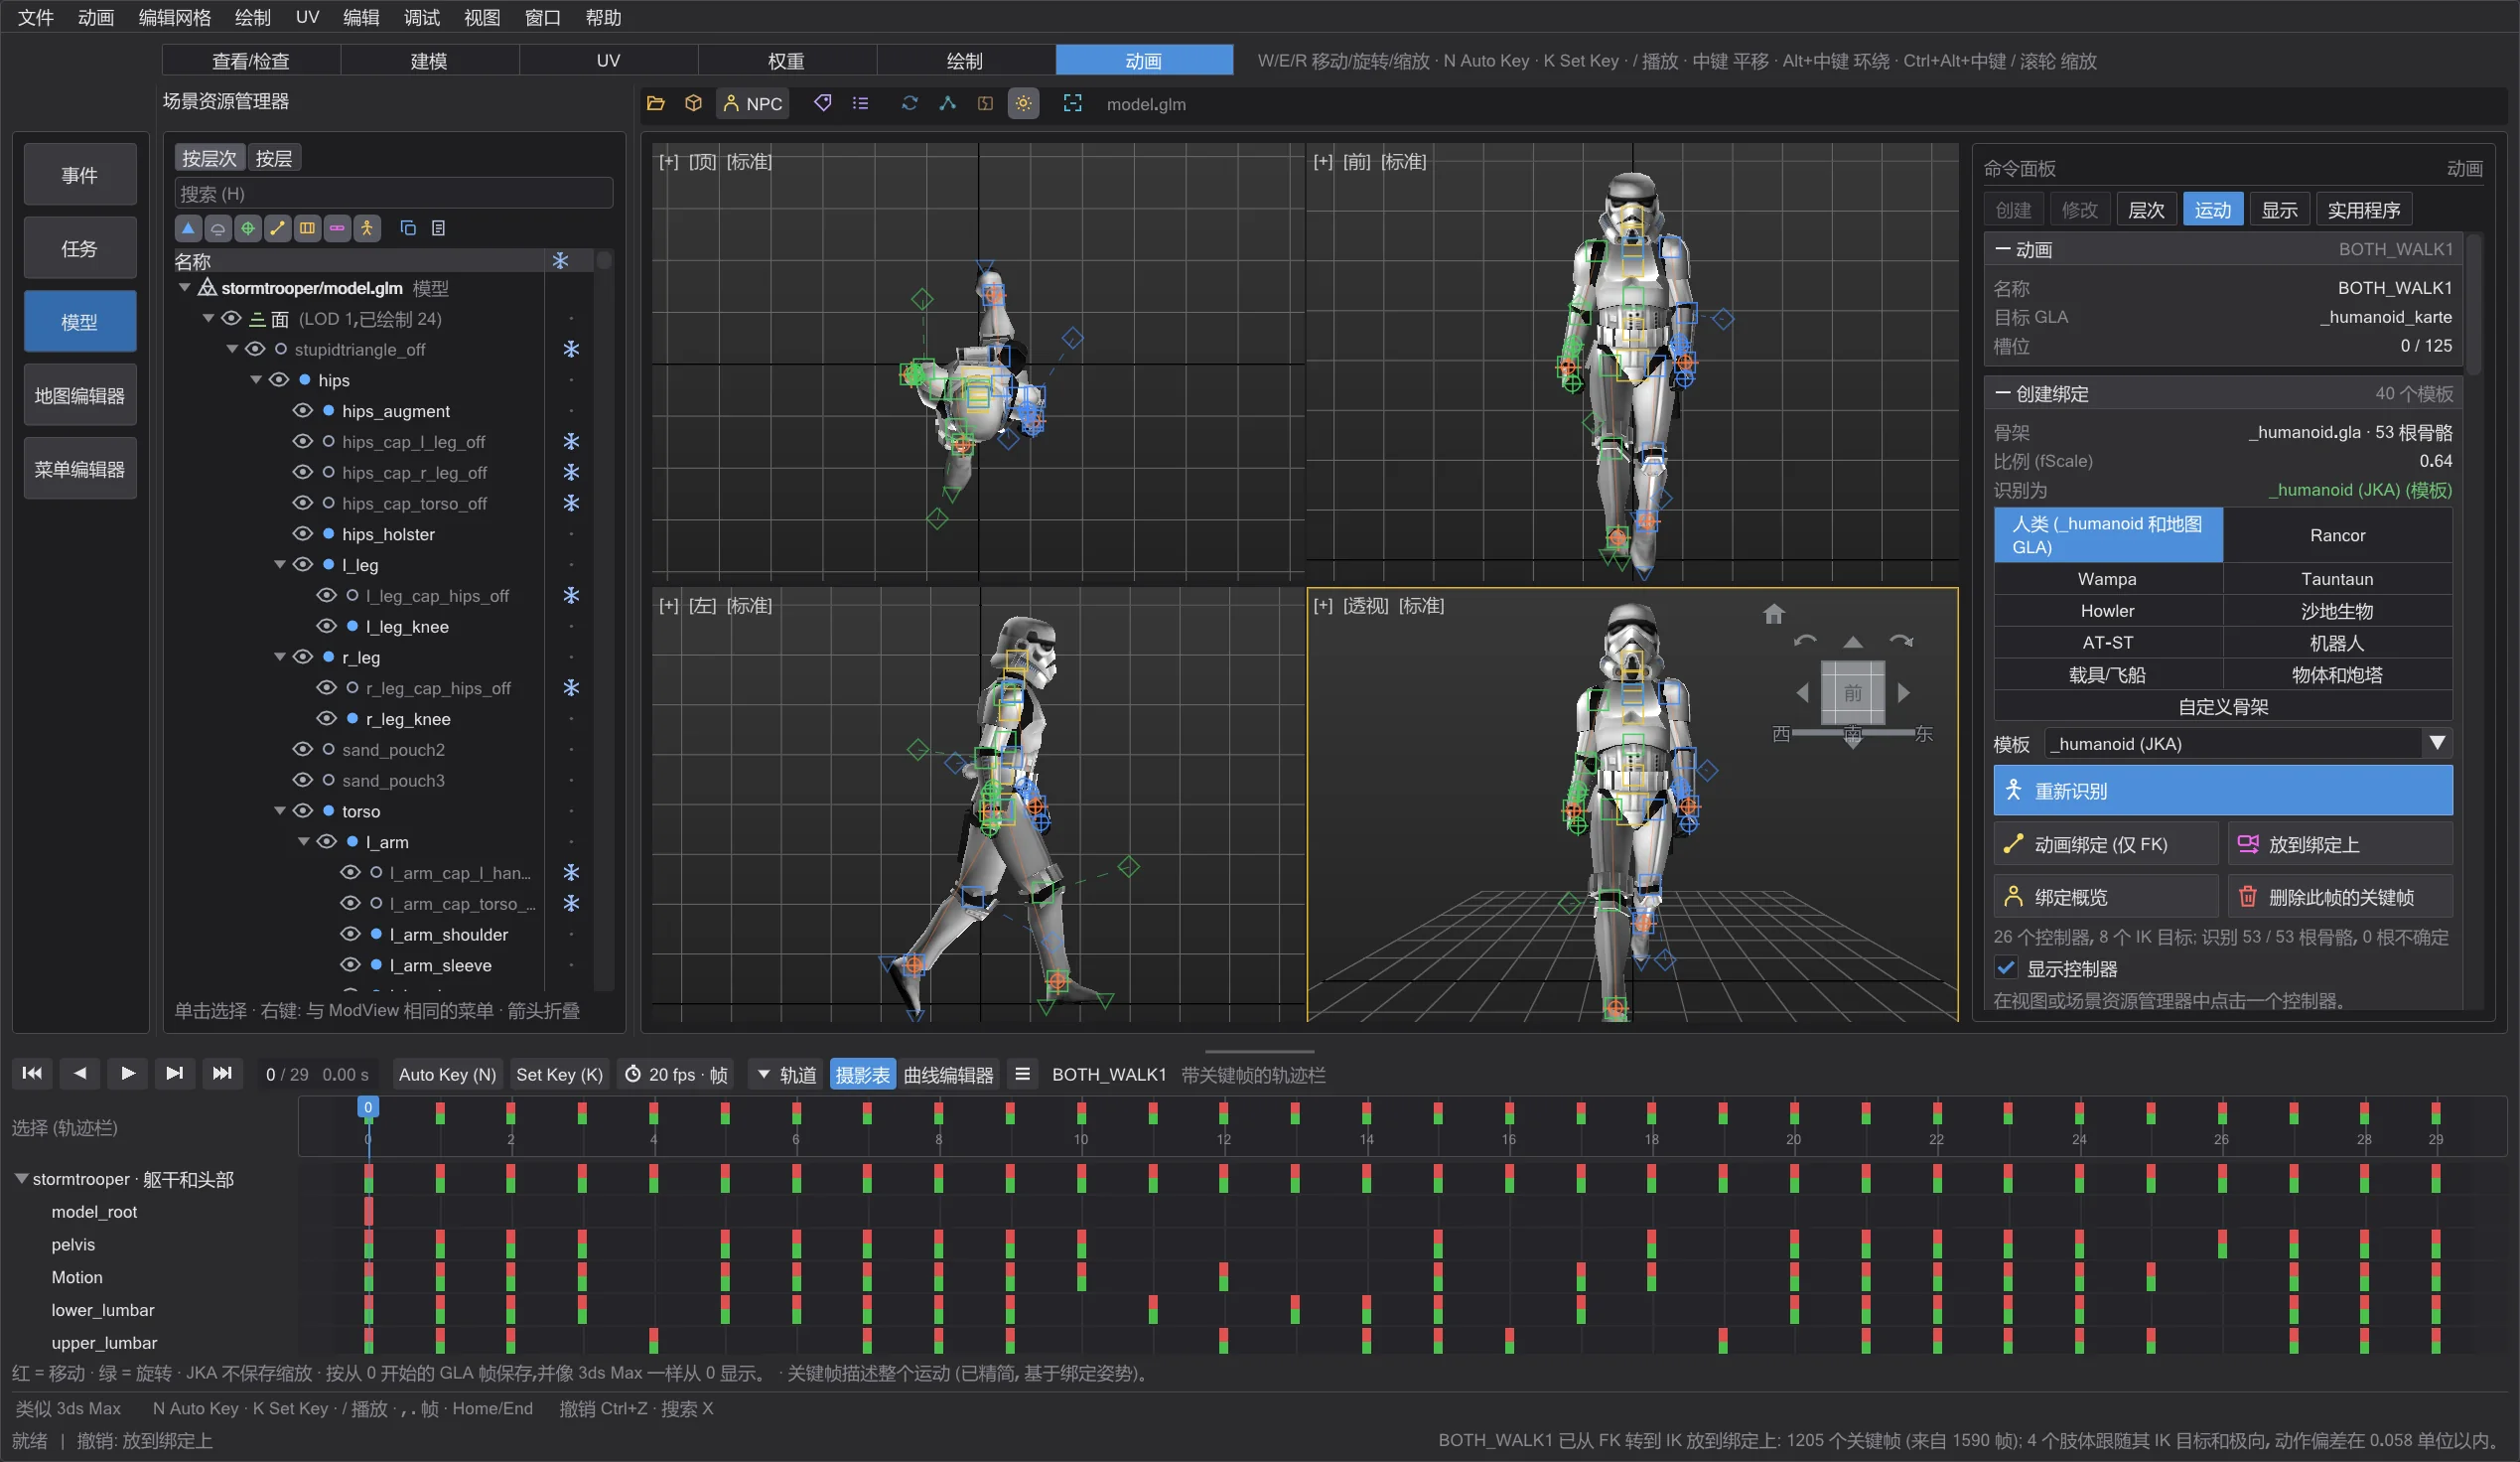 文件 动画 编辑网格 绘制 UV 编辑 调试 视图 窗口 帮助
查看/检查 建模 UV 权重 绘制 动画 W/E/R 移动/旋转/缩放 · N Auto Key · K Set Key · / 播放 · 中键 平移 · Alt+中键 环绕 · Ctrl+Alt+中键 / 滚轮 缩放
场景资源管理器
NPC model.glm
事件
任务
模型
地图编辑器
菜单编辑器
按层次 按层
搜索 (H)
名称
stormtrooper/model.glm 模型
面 (LOD 1,已绘制 24)
stupidtriangle_off
hips
hips_augment
hips_cap_l_leg_off
hips_cap_r_leg_off
hips_cap_torso_off
hips_holster
l_leg
l_leg_cap_hips_off
l_leg_knee
r_leg
r_leg_cap_hips_off
r_leg_knee
sand_pouch2
sand_pouch3
torso
l_arm
l_arm_cap_l_han...
l_arm_cap_torso_...
l_arm_shoulder
l_arm_sleeve
单击选择 · 右键: 与 ModView 相同的菜单 · 箭头折叠
[+] [顶] [标准]
[+] [前] [标准]
[+] [左] [标准]
[+] [透视] [标准]
前
西 南 东
命令面板 动画
创建 修改 层次 运动 显示 实用程序
动画 BOTH_WALK1
名称 BOTH_WALK1
目标 GLA _humanoid_karte
槽位 0 / 125
创建绑定 40 个模板
骨架 _humanoid.gla · 53 根骨骼
比例 (fScale) 0.64
识别为 _humanoid (JKA) (模板)
人类 (_humanoid 和地图
GLA)
Rancor
Wampa Tauntaun
Howler 沙地生物
AT-ST 机器人
载具/飞船 物体和炮塔
自定义骨架
模板 _humanoid (JKA)
重新识别
动画绑定 (仅 FK) 放到绑定上
绑定概览 删除此帧的关键帧
26 个控制器, 8 个 IK 目标; 识别 53 / 53 根骨骼, 0 根不确定
显示控制器
在视图或场景资源管理器中点击一个控制器。
0 / 29 0.00 s Auto Key (N) Set Key (K) 20 fps · 帧 轨道 摄影表 曲线编辑器 BOTH_WALK1 带关键帧的轨迹栏
0
选择 (轨迹栏)
0 2 4 6 8 10 12 14 16 18 20 22 24 26 28 29
stormtrooper · 躯干和头部
model_root
pelvis
Motion
lower_lumbar
upper_lumbar
红 = 移动 · 绿 = 旋转 · JKA 不保存缩放 · 按从 0 开始的 GLA 帧保存,并像 3ds Max 一样从 0 显示。 · 关键帧描述整个运动 (已精简, 基于绑定姿势)。
类似 3ds Max N Auto Key · K Set Key · / 播放 · , . 帧 · Home/End 撤销 Ctrl+Z · 搜索 X
就绪 | 撤销: 放到绑定上
BOTH_WALK1 已从 FK 转到 IK 放到绑定上: 1205 个关键帧 (来自 1590 帧); 4 个肢体跟随其 IK 目标和极向, 动作偏差在 0.058 单位以内。